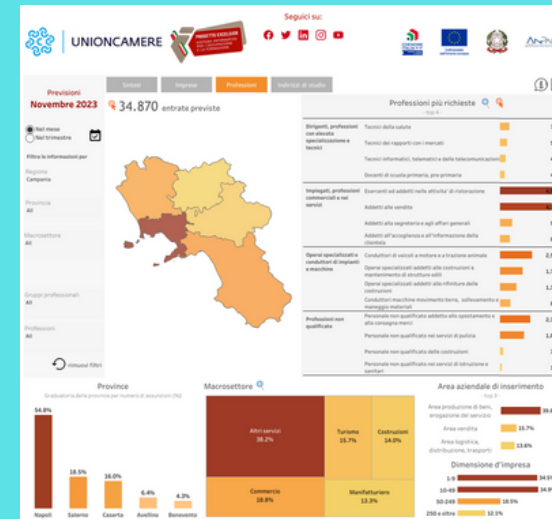 Seguici su:
UNIONCAMERE
PROGETTO EXCELSIOR
Previsioni
Novembre 2023
Sintesi
Imprese
Professioni
Indirizzi di studio
34.870 entrate previste
Nel mese
Nel trimestre
Filtra le informazioni per
Regione
Campania
Provincia
All
Macrosettore
All
Gruppi professionali
All
Professioni
All
rimuovi filtri
Professioni più richieste
- top 4 -
Dirigenti, professioni con elevata specializzazione e tecnici
Tecnici della salute
Tecnici dei rapporti con i mercati
Tecnici informatici, telematici e delle telecomunicazioni
Docenti di scuola primaria, pre-primaria
Impiegati, professioni commerciali e nei servizi
Esercenti ed addetti nelle attivita' di ristorazione
Addetti alle vendite
Addetti alla segreteria e agli affari generali
Addetti all'accoglienza e all'informazione della clientela
Operai specializzati e conduttori di impianti e macchine
Conduttori di veicoli a motore e a trazione animale
Operai specializzati addetti alle costruzioni e mantenimento di strutture edili
Operai specializzati addetti alle rifiniture delle costruzioni
Conduttori macchine movimento terra, sollevamento e maneggio materiali
Professioni non qualificate
Personale non qualificato addetto allo spostamento e alla consegna merci
Personale non qualificato nei servizi di pulizia
Personale non qualificato delle costruzioni
Personale non qualificato nei servizi di istruzione e sanitari
Province
Graduatoria delle province per numero di assunzioni (%)
54.8%
18.5%
16.0%
6.4%
4.3%
Napoli
Salerno
Caserta
Avellino
Benevento
Macrosettore
Altri servizi
38.2%
Turismo
15.7%
Costruzioni
14.0%
Commercio
18.8%
Manifatturiero
13.3%
Area aziendale di inserimento
- top 3 -
Area produzione di beni, erogazione del servizio
Area vendita
15.7%
Area logistica, distribuzione, trasporti
13.6%
Dimensione d'impresa
1-9
34.5%
10-49
34.9%
50-249
18.5%
250 e oltre
12.1%